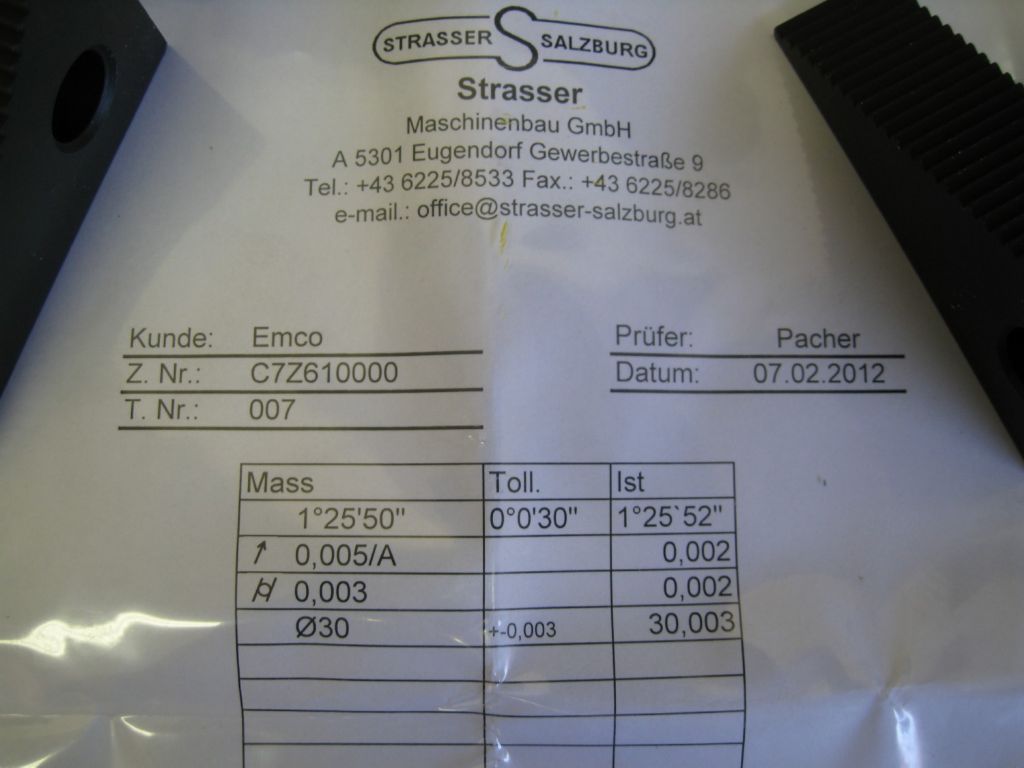 STRASSER SALZBURG
Strasser
Maschinenbau GmbH
A 5301 Eugendorf Gewerbestraße 9
Tel.: +43 6225/8533 Fax.: +43 6225/8286
e-mail.: office@strasser-salzburg.at
Kunde: Emco
Z. Nr.: C7Z610000
T. Nr.: 007
Prüfer: Pacher
Datum: 07.02.2012
Mass Toll. Ist
1°25'50" 0°0'30" 1°25`52"
↗ 0,005/A 0,002
⌭ 0,003 0,002
Ø30 +-0,003 30,003